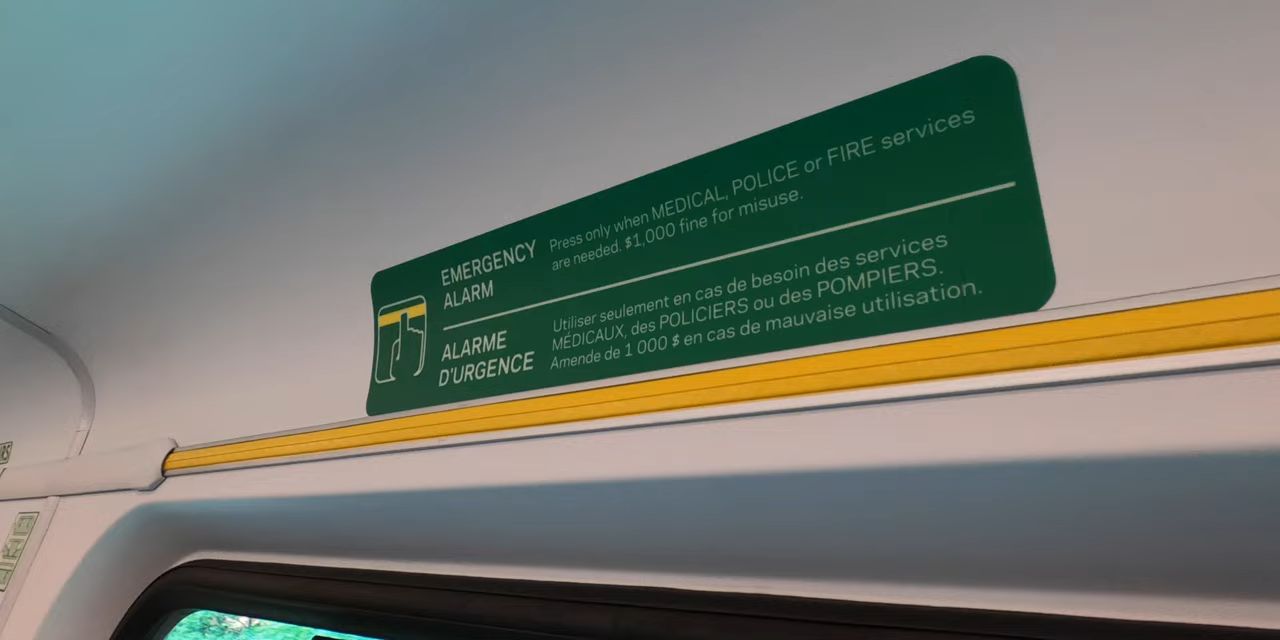 EMERGENCY
ALARM
Press only when MEDICAL, POLICE or FIRE services
are needed. $1,000 fine for misuse.
ALARME
D'URGENCE
Utiliser seulement en cas de besoin des services
MÉDICAUX, des POLICIERS ou des POMPIERS.
Amende de 1 000 $ en cas de mauvaise utilisation.